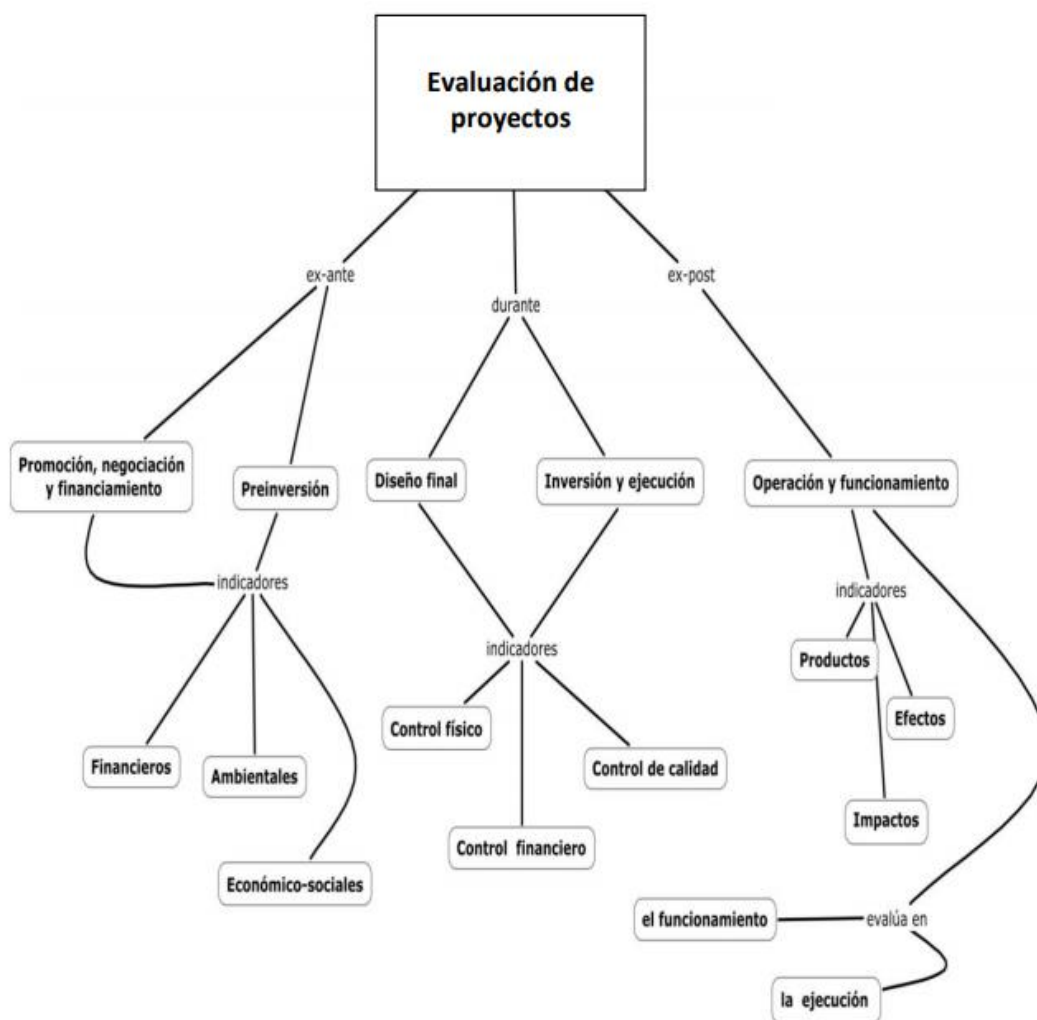 Evaluación de
proyectos
ex-ante
ex-post
durante
Promoción, negociación
y financiamiento
Preinversión
Diseño final
Inversión y ejecución
Operación y funcionamiento
indicadores
indicadores
indicadores
Productos
Efectos
Control físico
Financieros
Ambientales
Control de calidad
Impactos
Control financiero
Económico-sociales
el funcionamiento
evalúa en
la ejecución